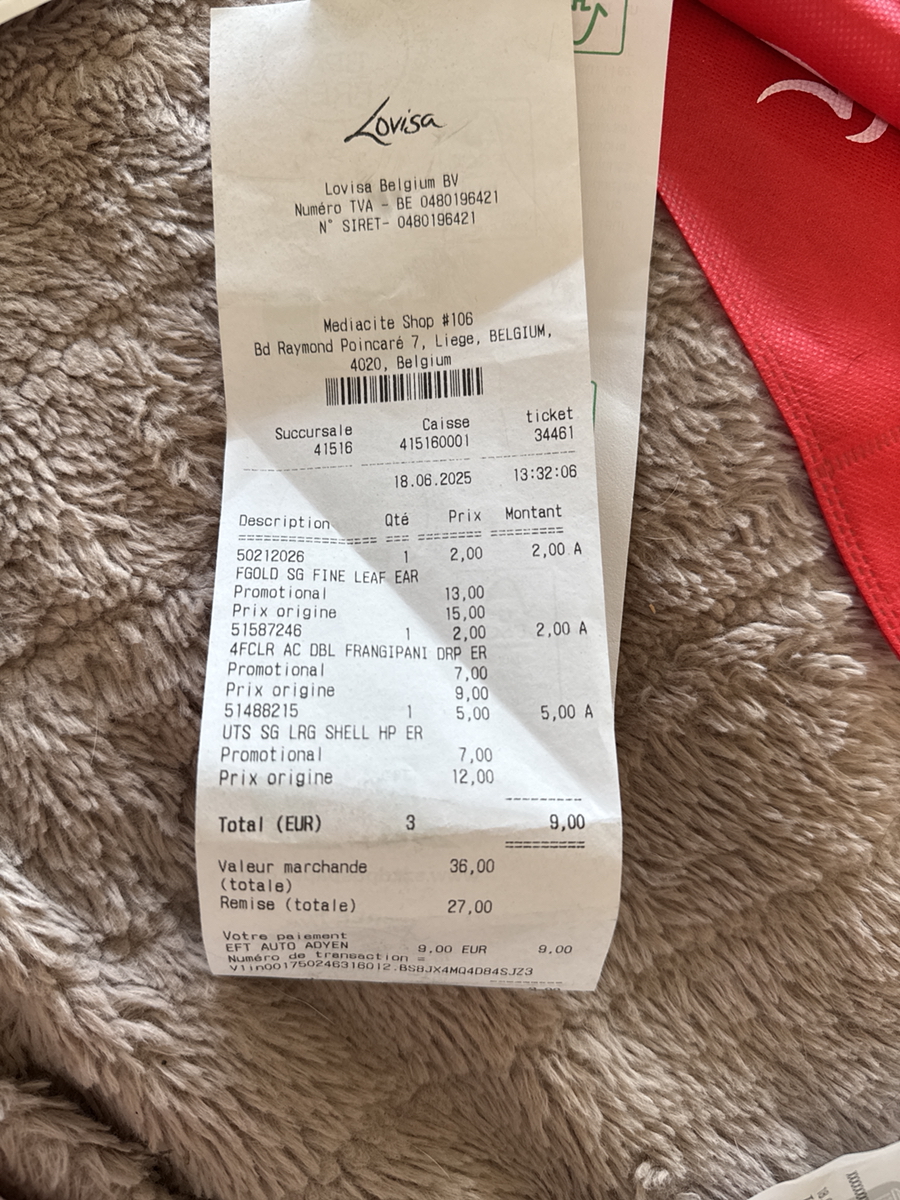 Lovisa
Lovisa Belgium BV
Numéro TVA - BE 0480196421
N° SIRET- 0480196421
Mediacite Shop #106
Bd Raymond Poincaré 7, Liege, BELGIUM,
4020, Belgium
Succursale Caisse ticket
41516 415160001 34461
18.06.2025 13:32:06
Description Qté Prix Montant
50212026 1 2,00 2,00 A
FGOLD SG FINE LEAF EAR
Promotional 13,00
Prix origine 15,00
51587246 1 2,00 2,00 A
4FCLR AC DBL FRANGIPANI DRP ER
Promotional 7,00
Prix origine 9,00
51488215 1 5,00 5,00 A
UTS SG LRG SHELL HP ER
Promotional 7,00
Prix origine 12,00
Total (EUR) 3 9,00
Valeur marchande 36,00
(totale)
Remise (totale) 27,00
Votre paiement
EFT AUTO ADYEN 9,00 EUR 9,00
Numéro de transaction =
V1in001750246316012.BSBJX4MQ4D84SJZ3